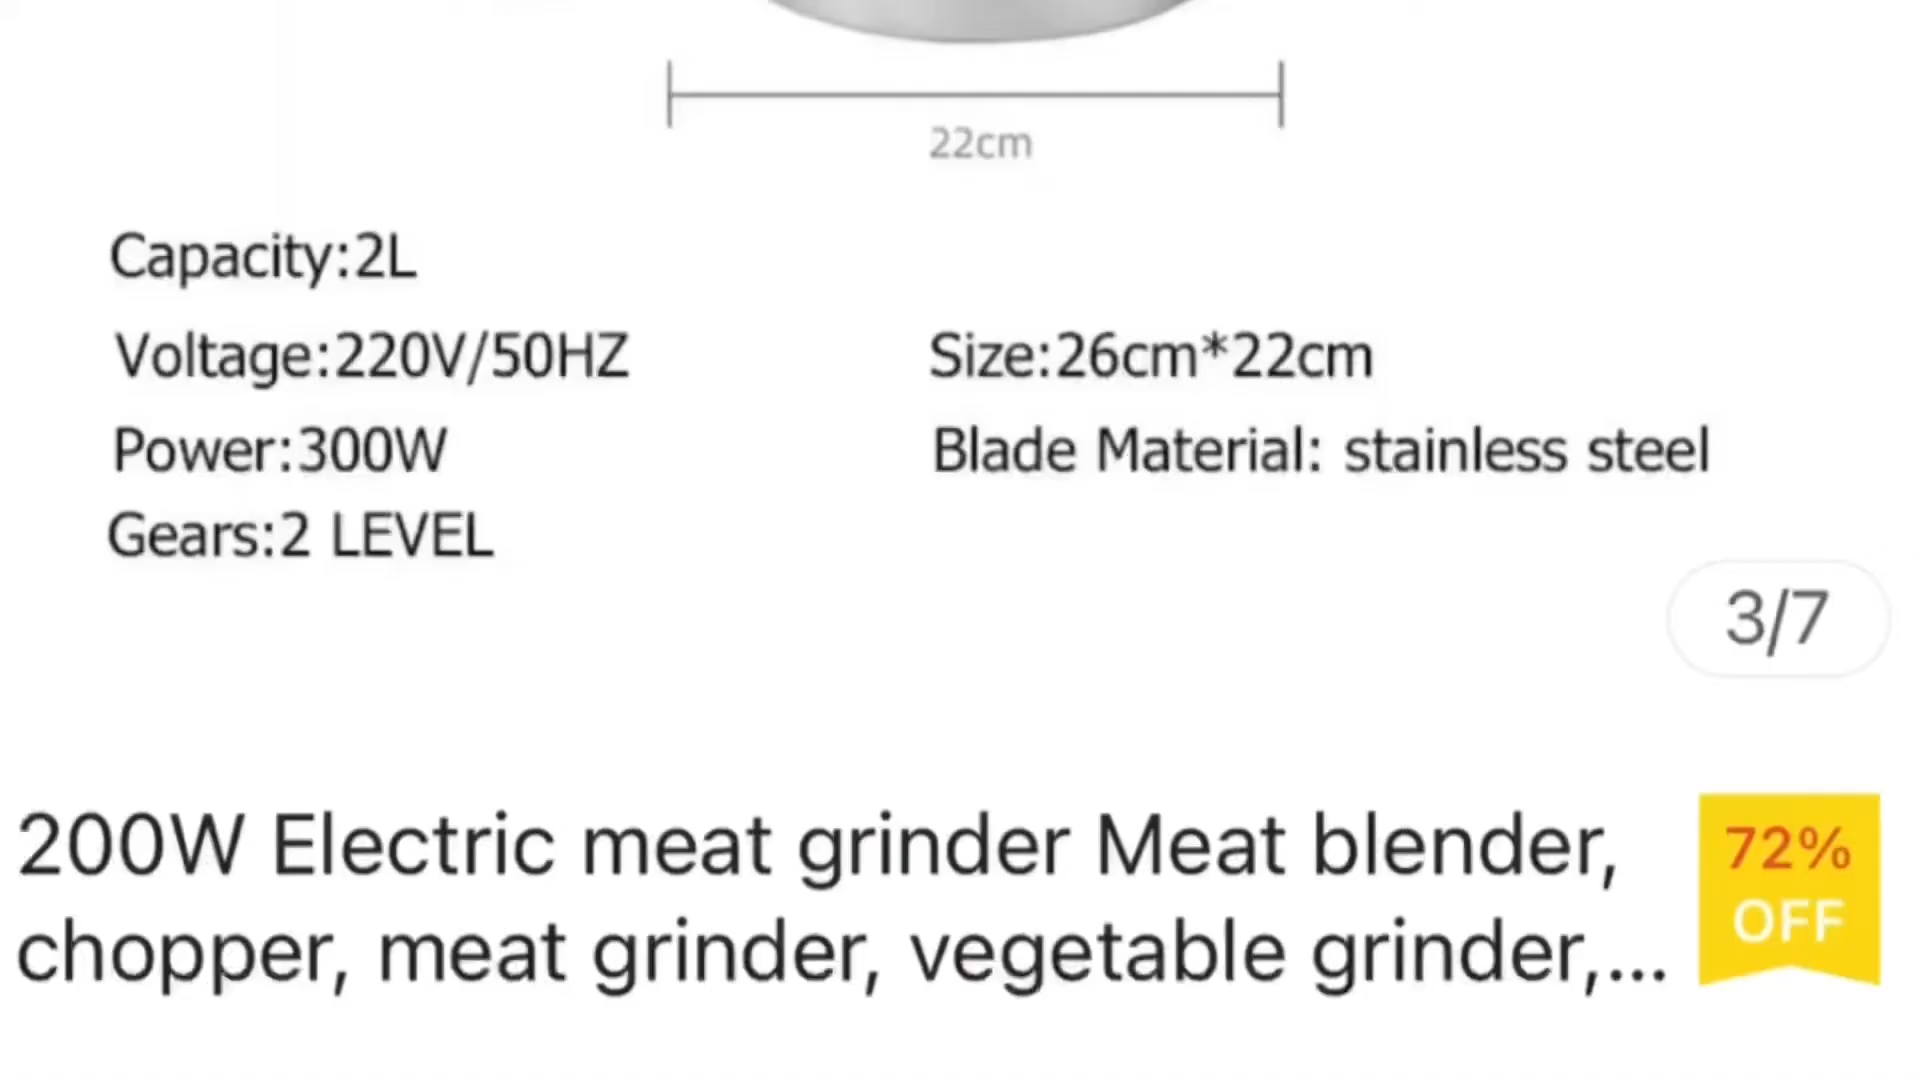 22cm
Capacity:2L
Voltage:220V/50HZ
Size:26cm*22cm
Power:300W
Blade Material: stainless steel
Gears:2 LEVEL
3/7
200W Electric meat grinder Meat blender,
chopper, meat grinder, vegetable grinder,...
72%
OFF